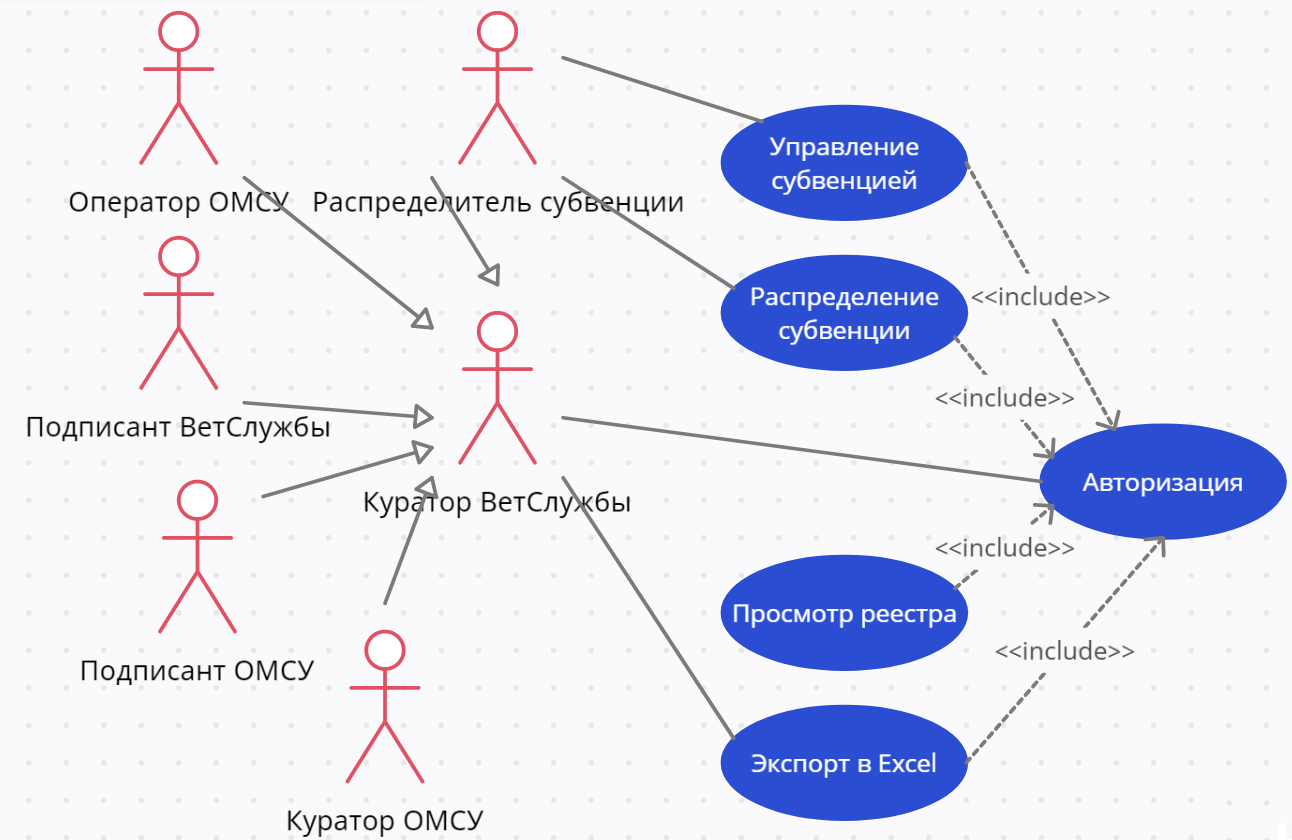 Оператор ОМСУ
Распределитель субвенции
Управление
субвенцией
Распределение
субвенции
<<include>>
<<include>>
Подписант ВетСлужбы
Куратор ВетСлужбы
Авторизация
<<include>>
Просмотр реестра
<<include>>
Подписант ОМСУ
Экспорт в Excel
Куратор ОМСУ